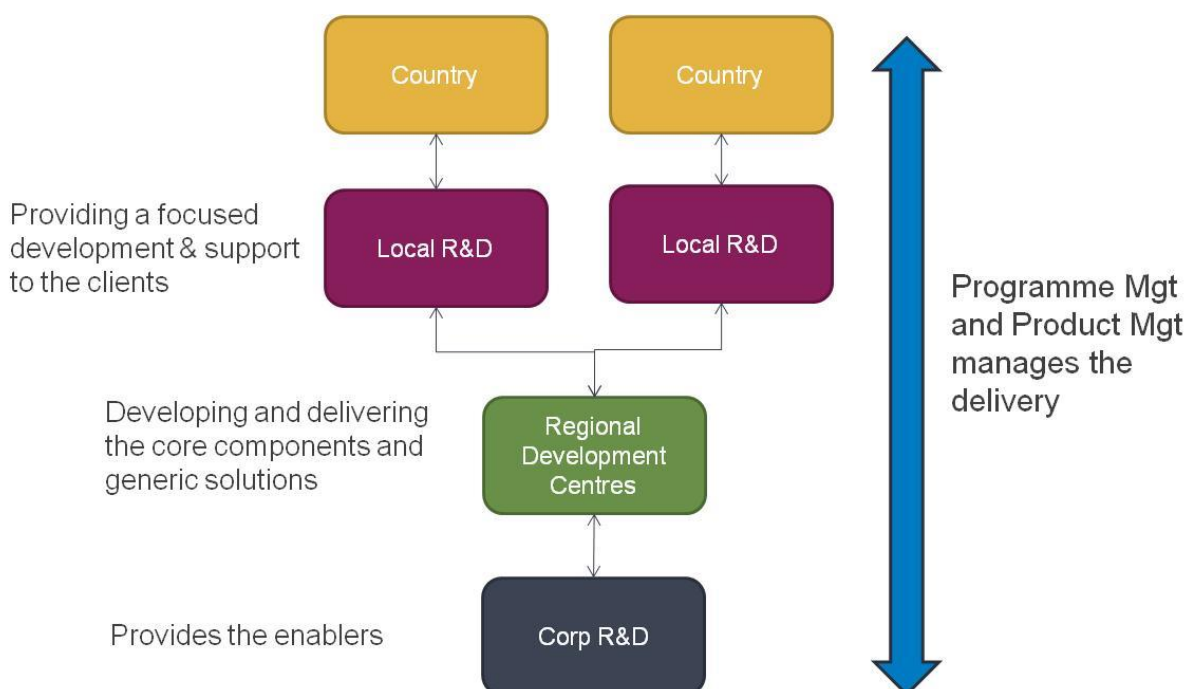 Country
Country
Providing a focused
development & support
to the clients
Local R&D
Local R&D
Programme Mgt
and Product Mgt
manages the
delivery
Developing and delivering
the core components and
generic solutions
Regional
Development
Centres
Provides the enablers
Corp R&D